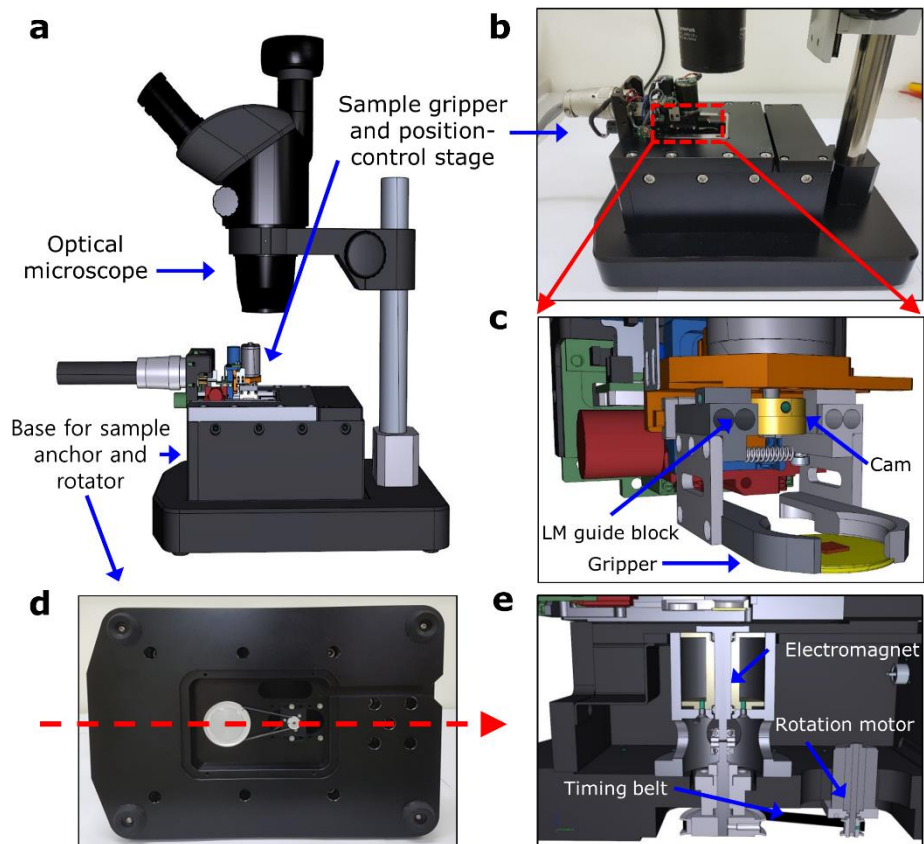 a
b
Sample gripper
and position-
control stage
Optical
microscope
Base for sample
anchor and
rotator
c
Cam
LM guide block
Gripper
d
e
Electromagnet
Rotation motor
Timing belt